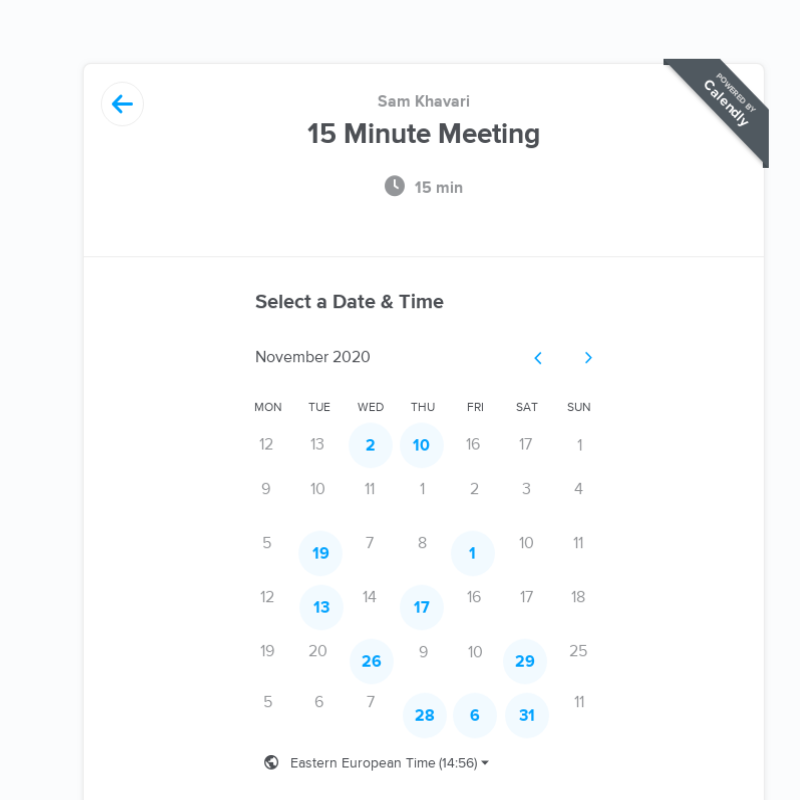 Sam Khavari
POWERED BY
Calendly
15 Minute Meeting
15 min
Select a Date & Time
November 2020
MON TUE WED THU FRI SAT SUN
12 13 2 10 16 17 1
9 10 11 1 2 3 4
5 19 7 8 1 10 11
12 13 14 17 16 17 18
19 20 26 9 10 29 25
5 6 7 28 6 31 11
Eastern European Time (14:56)